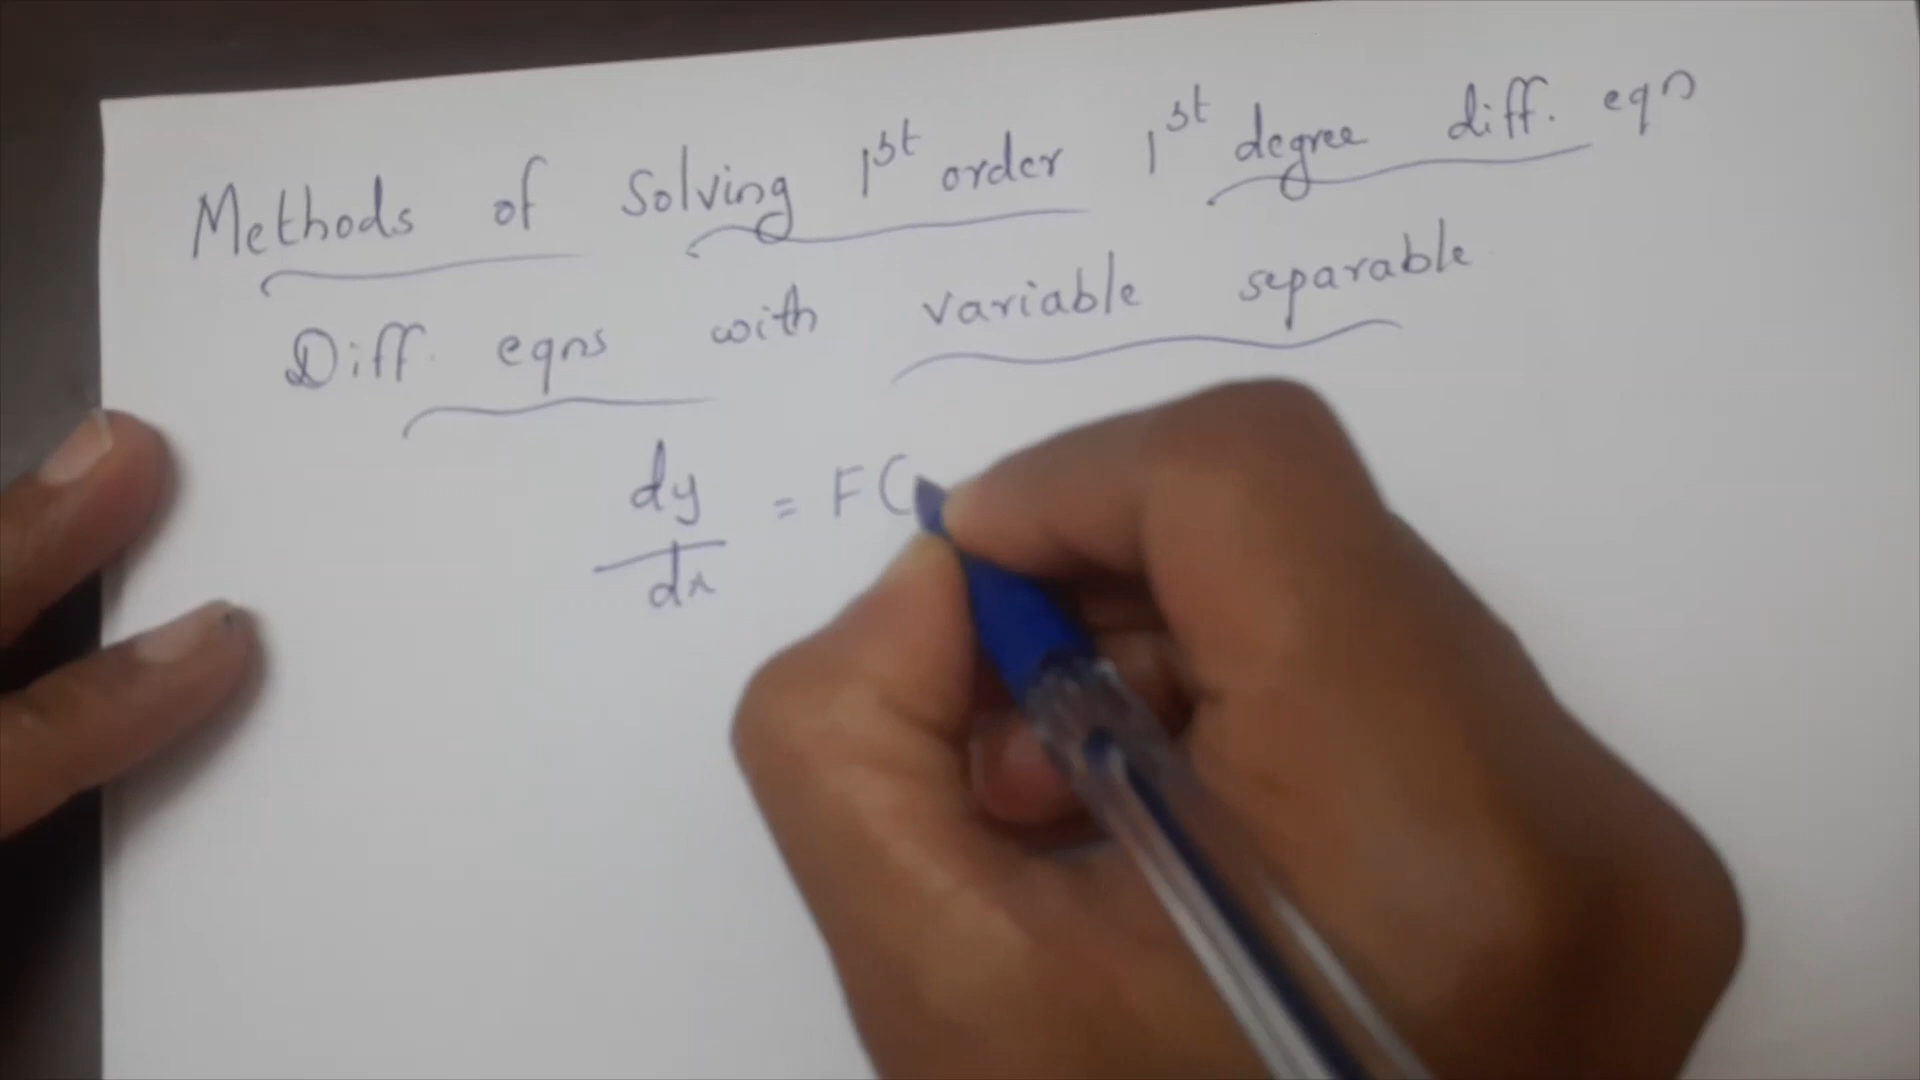 Methods of Solving 1st order 1st degree diff. eqn
Diff. eqns with variable separable
dy/dx = F(